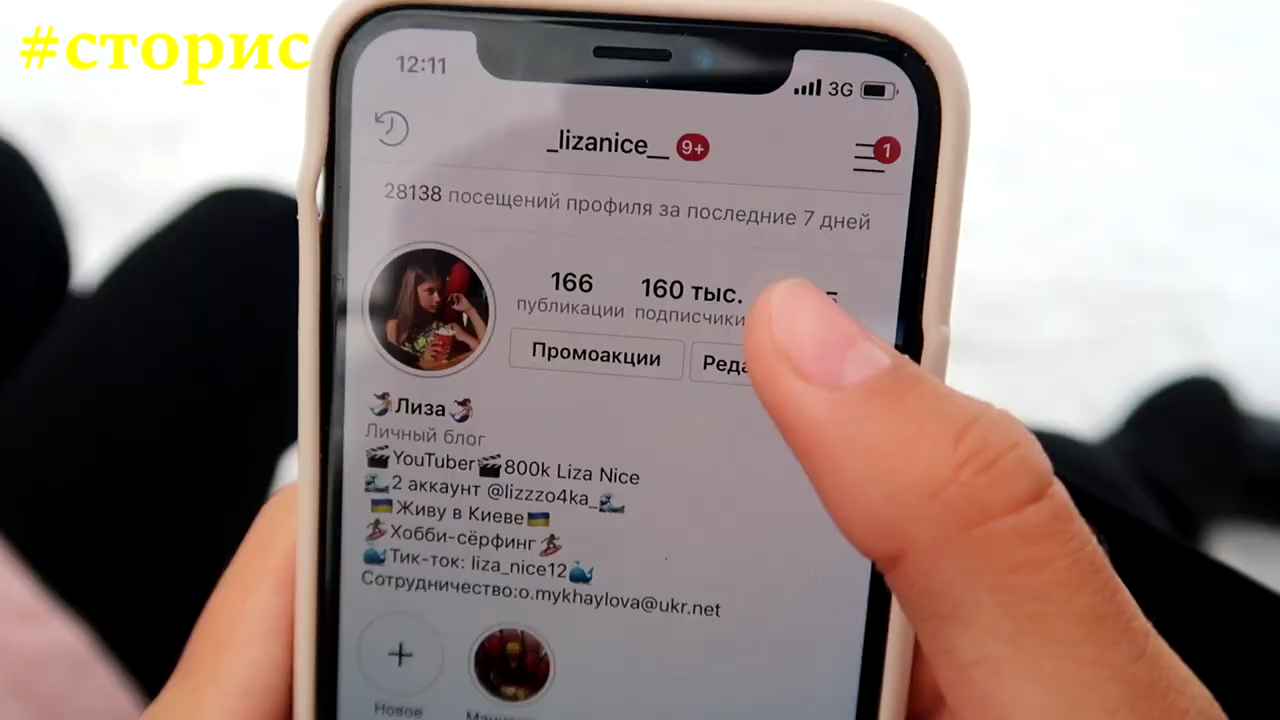 #сторис
12:11
3G
_lizanice__ 9+
1
28138 посещений профиля за последние 7 дней
166 160 тыс.
публикации подписчики
Промоакции
Лиза
Личный блог
YouTuber 800k Liza Nice
2 аккаунт @lizzzo4ka_
Живу в Киеве
Хобби-сёрфинг
Тик-ток: liza_nice12
Сотрудничество:o.mykhaylova@ukr.net
Новое